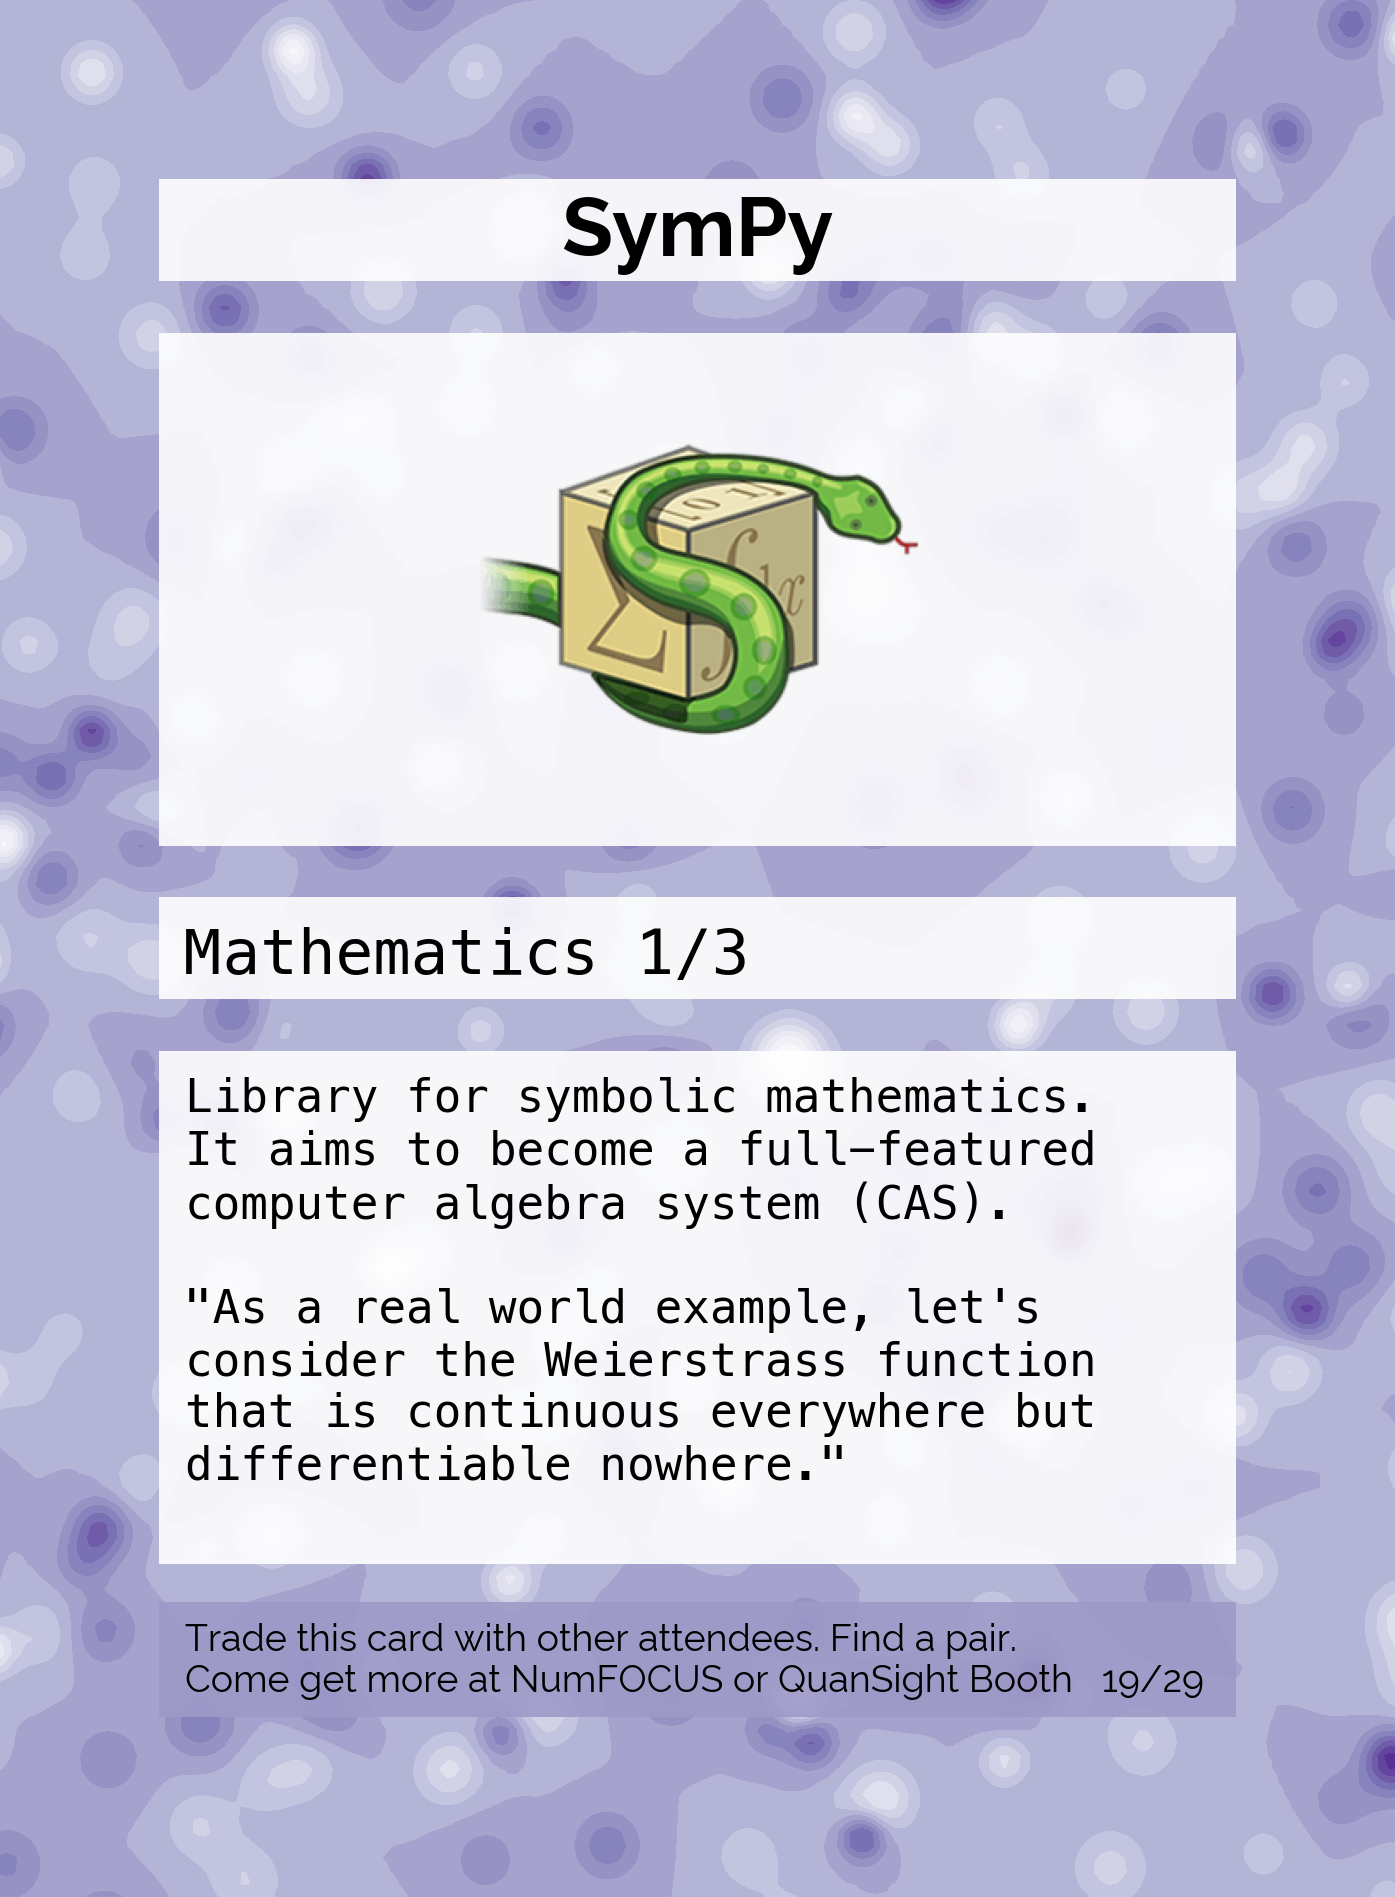 SymPy
Σ
∫ dx
Mathematics 1/3
Library for symbolic mathematics.
It aims to become a full–featured
computer algebra system (CAS).
"As a real world example, let's
consider the Weierstrass function
that is continuous everywhere but
differentiable nowhere."
Trade this card with other attendees. Find a pair.
Come get more at NumFOCUS or QuanSight Booth 19/29